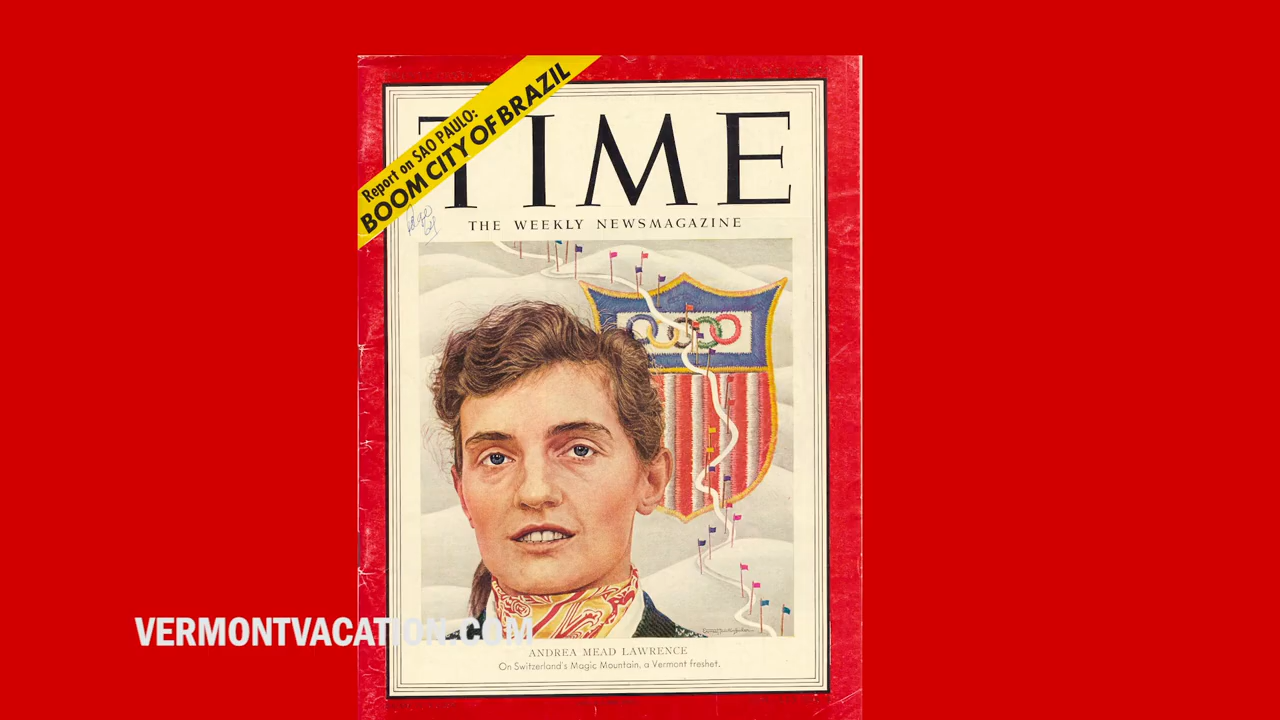 Report on SAO PAULO:
BOOM CITY OF BRAZIL
TIME
THE WEEKLY NEWSMAGAZINE
ANDREA MEAD LAWRENCE
On Switzerland's Magic Mountain, a Vermont freshet.
VERMONTVACATION.COM